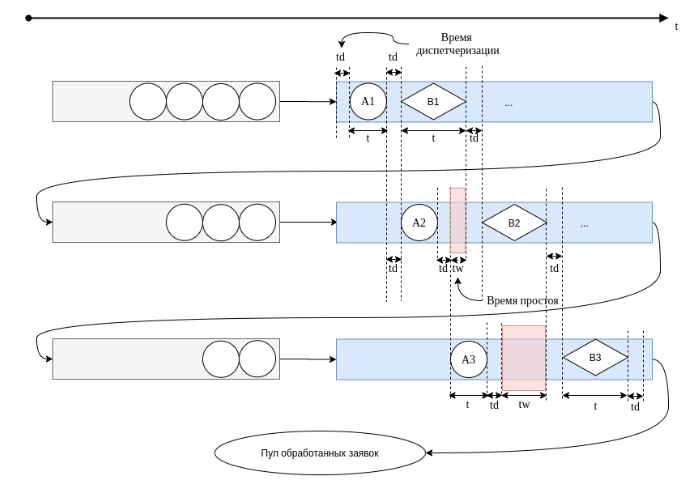 t
Время
диспетчеризации
td
td
A1
B1
...
t
t
td
A2
B2
...
td
td
tw
td
Время простоя
A3
B3
t
td
tw
t
td
Пул обработанных заявок